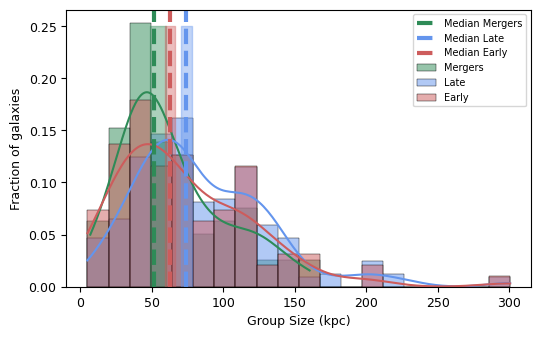 Median Mergers
Median Late
Median Early
Mergers
Late
Early
0.25
0.20
0.15
0.10
0.05
0.00
Fraction of galaxies
0 50 100 150 200 250 300
Group Size (kpc)